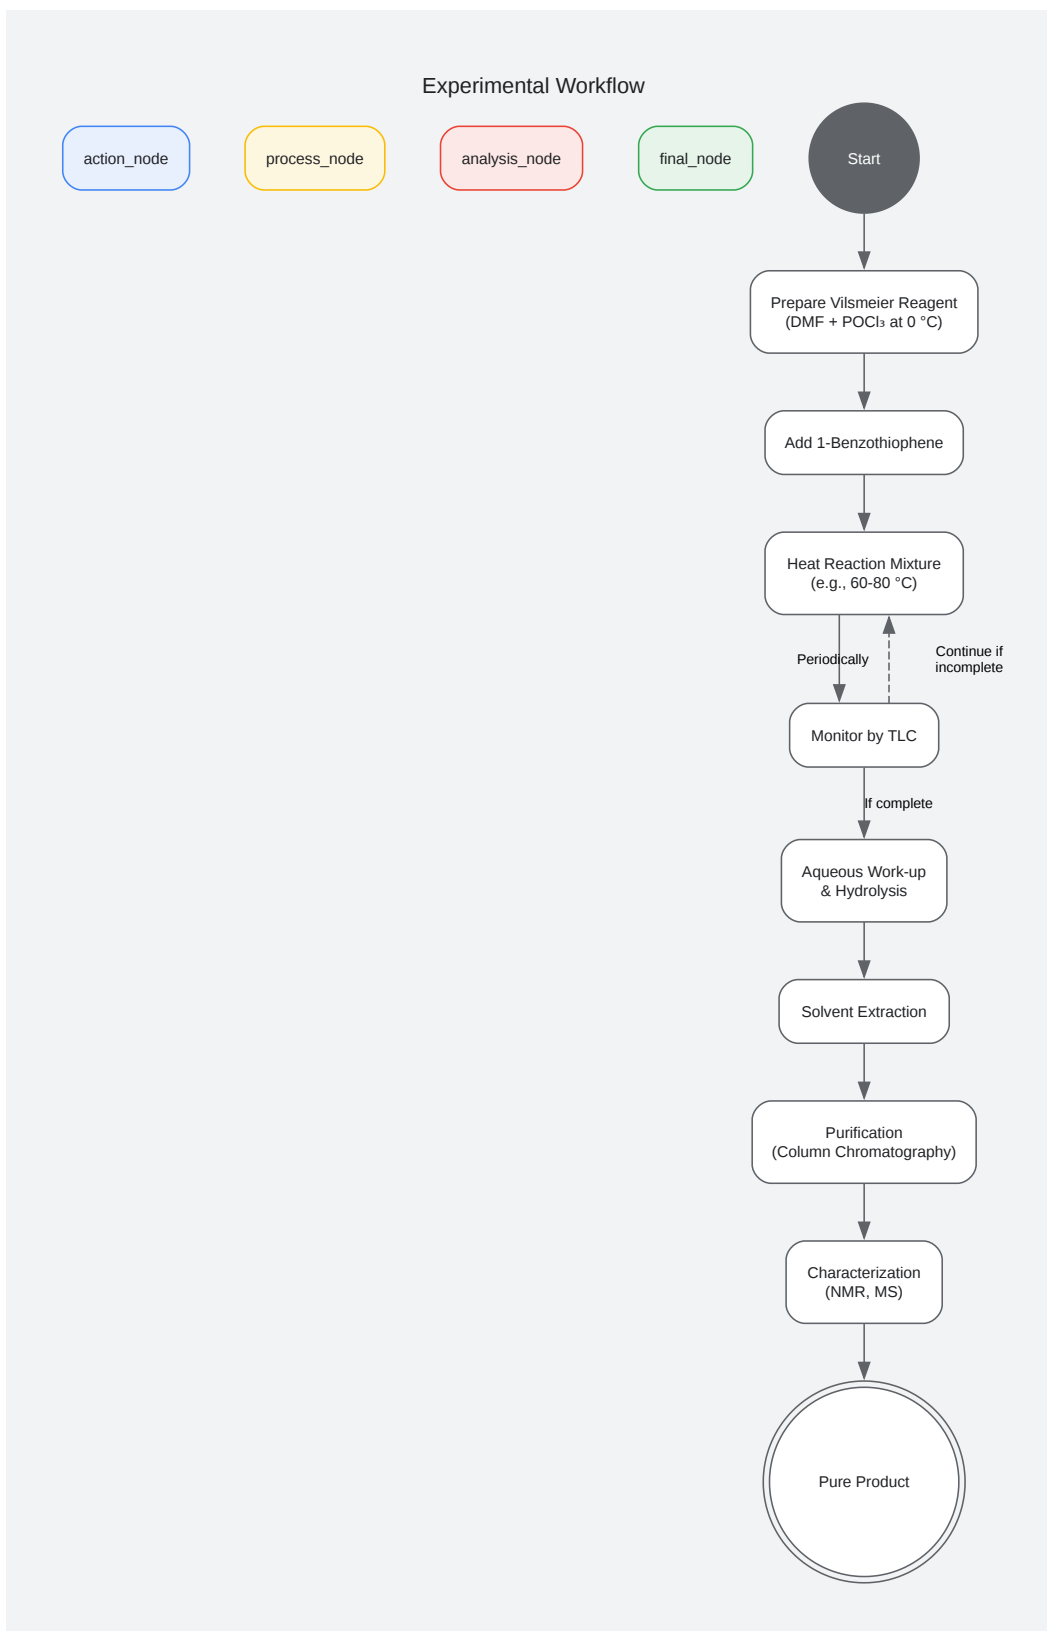 Experimental Workflow
action_node
process_node
analysis_node
final_node
Start
Prepare Vilsmeier Reagent
(DMF + POCl₃ at 0 °C)
Add 1-Benzothiophene
Heat Reaction Mixture
(e.g., 60-80 °C)
Periodically
Continue if
incomplete
Monitor by TLC
If complete
Aqueous Work-up
& Hydrolysis
Solvent Extraction
Purification
(Column Chromatography)
Characterization
(NMR, MS)
Pure Product